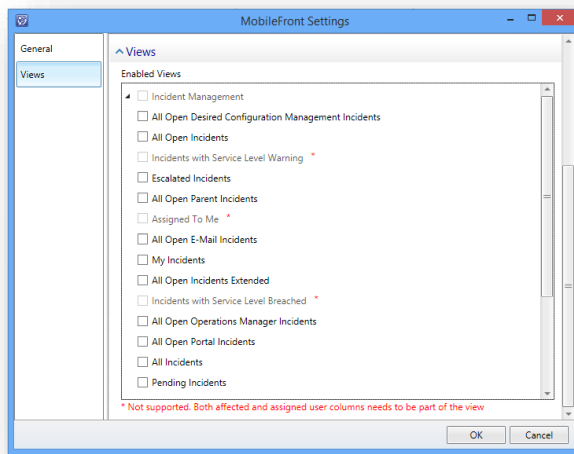 MobileFront Settings
General
Views
Views
Enabled Views
Incident Management
All Open Desired Configuration Management Incidents
All Open Incidents
Incidents with Service Level Warning *
Escalated Incidents
All Open Parent Incidents
Assigned To Me *
All Open E-Mail Incidents
My Incidents
All Open Incidents Extended
Incidents with Service Level Breached *
All Open Operations Manager Incidents
All Open Portal Incidents
All Incidents
Pending Incidents
* Not supported. Both affected and assigned user columns needs to be part of the view
OK Cancel